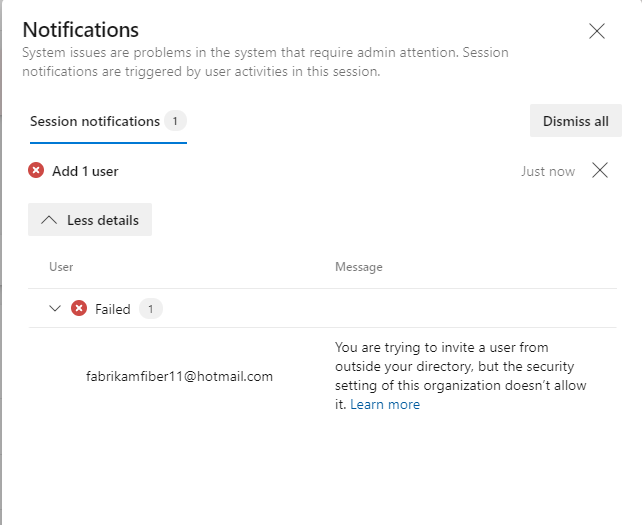 Notifications
System issues are problems in the system that require admin attention. Session
notifications are triggered by user activities in this session.
Session notifications 1
Dismiss all
Add 1 user
Just now
Less details
User
Message
Failed 1
fabrikamfiber11@hotmail.com
You are trying to invite a user from
outside your directory, but the security
setting of this organization doesn’t allow
it. Learn more